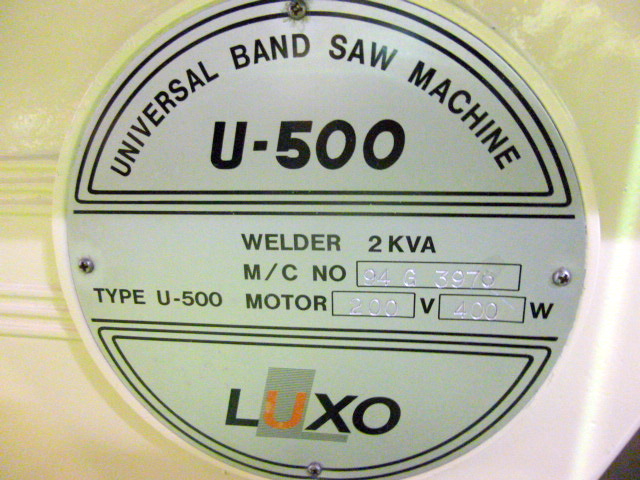 UNIVERSAL BAND SAW MACHINE
U-500
WELDER 2 KVA
M/C NO 94 G 3976
TYPE U-500 MOTOR 200 V 400 W
LUXO